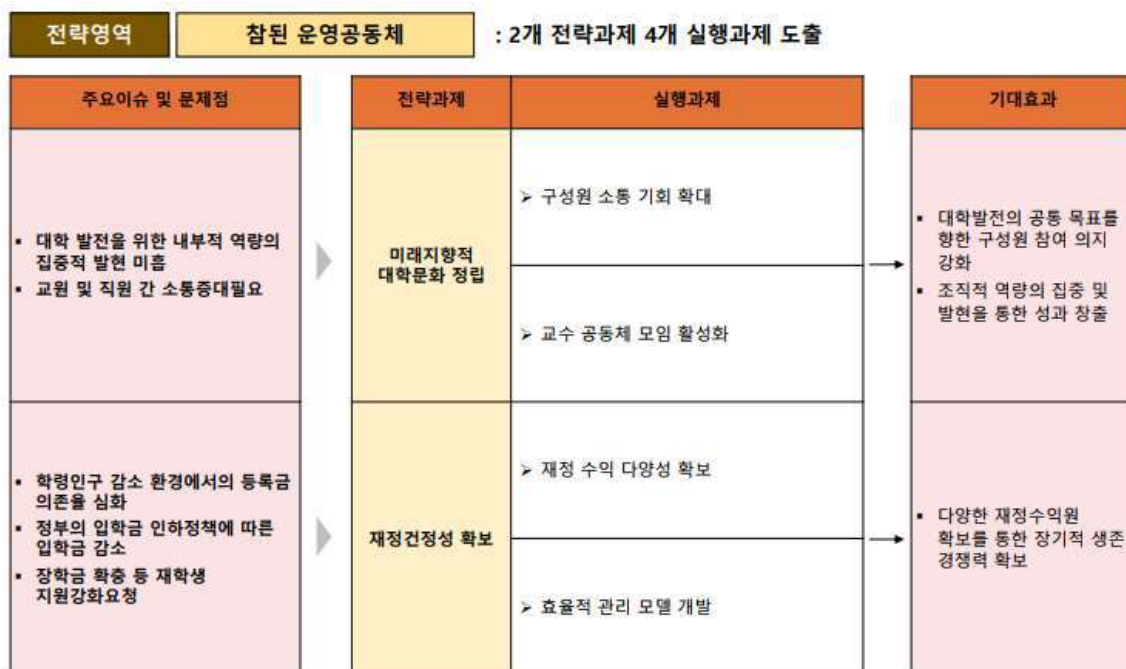 전략영역
참된 운영공동체
: 2개 전략과제 4개 실행과제 도출
주요이슈 및 문제점
전략과제
실행과제
기대효과
▪ 대학 발전을 위한 내부적 역량의
집중적 발현 미흡
▪ 교원 및 직원 간 소통증대필요
미래지향적
대학문화 정립
➢ 구성원 소통 기회 확대
➢ 교수 공동체 모임 활성화
▪ 대학발전의 공통 목표를
향한 구성원 참여 의지
강화
▪ 조직적 역량의 집중 및
발현을 통한 성과 창출
▪ 학령인구 감소 환경에서의 등록금
의존율 심화
▪ 정부의 입학금 인하정책에 따른
입학금 감소
▪ 장학금 확충 등 재학생
지원강화요청
재정건정성 확보
➢ 재정 수익 다양성 확보
➢ 효율적 관리 모델 개발
▪ 다양한 재정수익원
확보를 통한 장기적 생존
경쟁력 확보